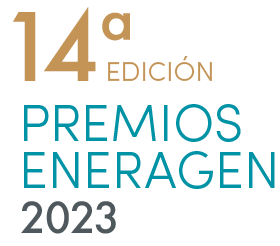 14ª EDICIÓN
PREMIOS
ENERAGEN
2023